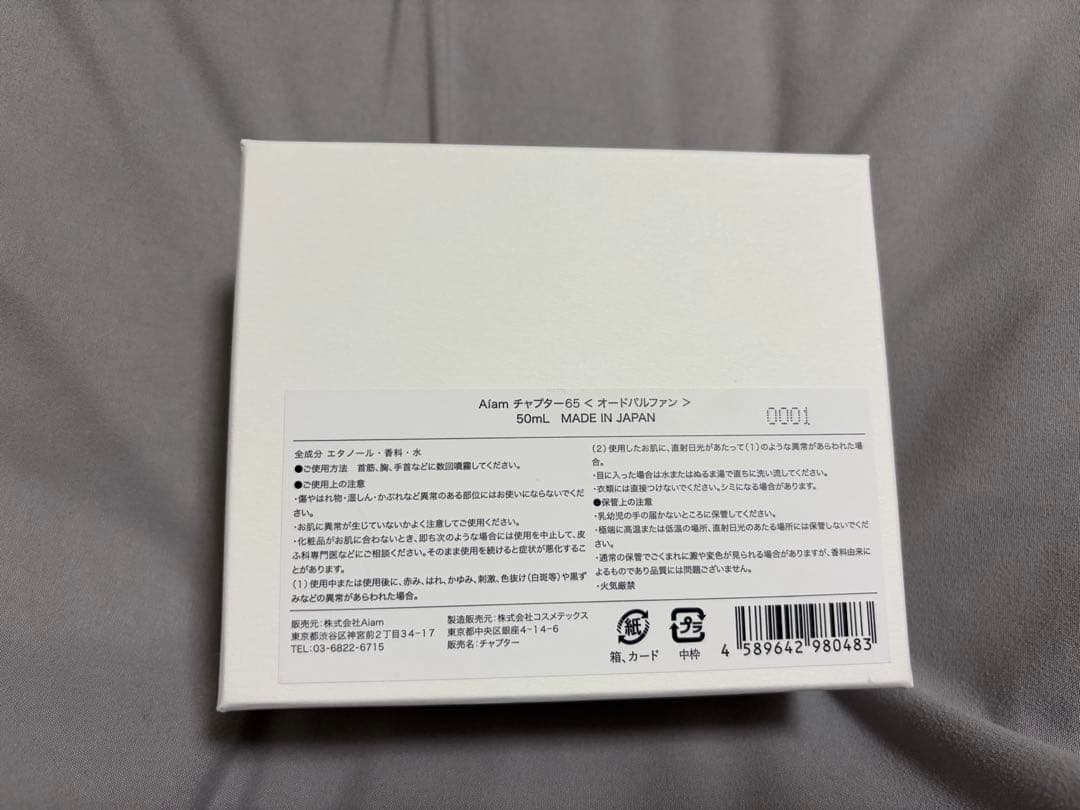 Aíam チャプター65 < オードパルファン >
50mL MADE IN JAPAN
0001
全成分 エタノール・香料・水
●ご使用方法 首筋、胸、手首などに数回噴霧してください。
●ご使用上の注意
・傷やはれ物・湿しん・かぶれなど異常のある部位にはお使いにならないでくだ
さい。
・お肌に異常が生じていないかよく注意してご使用ください。
・化粧品がお肌に合わないとき、即ち次のような場合には使用を中止して、皮
ふ科専門医などにご相談ください。そのまま使用を続けると症状が悪化するこ
とがあります。
(1)使用中または使用後に、赤み、はれ、かゆみ、刺激、色抜け(白斑等)や黒ず
みなどの異常があらわれた場合。
(2)使用したお肌に、直射日光があたって(1)のような異常があらわれた場
合。
・目に入った場合は水またはぬるま湯で直ちに洗い流してください。
・衣類には直接つけないでください。シミになる場合があります。
●保管上の注意
・乳幼児の手の届かないところに保管してください。
・極端に高温または低温の場所、直射日光のあたる場所には保管しないでくだ
さい。
・通常の保管でごくまれに澱や変色が見られる場合がありますが、香料由来に
よるものであり品質には問題ございません。
・火気厳禁
販売元:株式会社Aiam
東京都渋谷区神宮前2丁目34-17
TEL:03-6822-6715
製造販売元:株式会社コスメテックス
東京都中央区銀座4-14-6
販売名:チャプター
紙
箱、カード
プラ
中枠
4 589642 980483